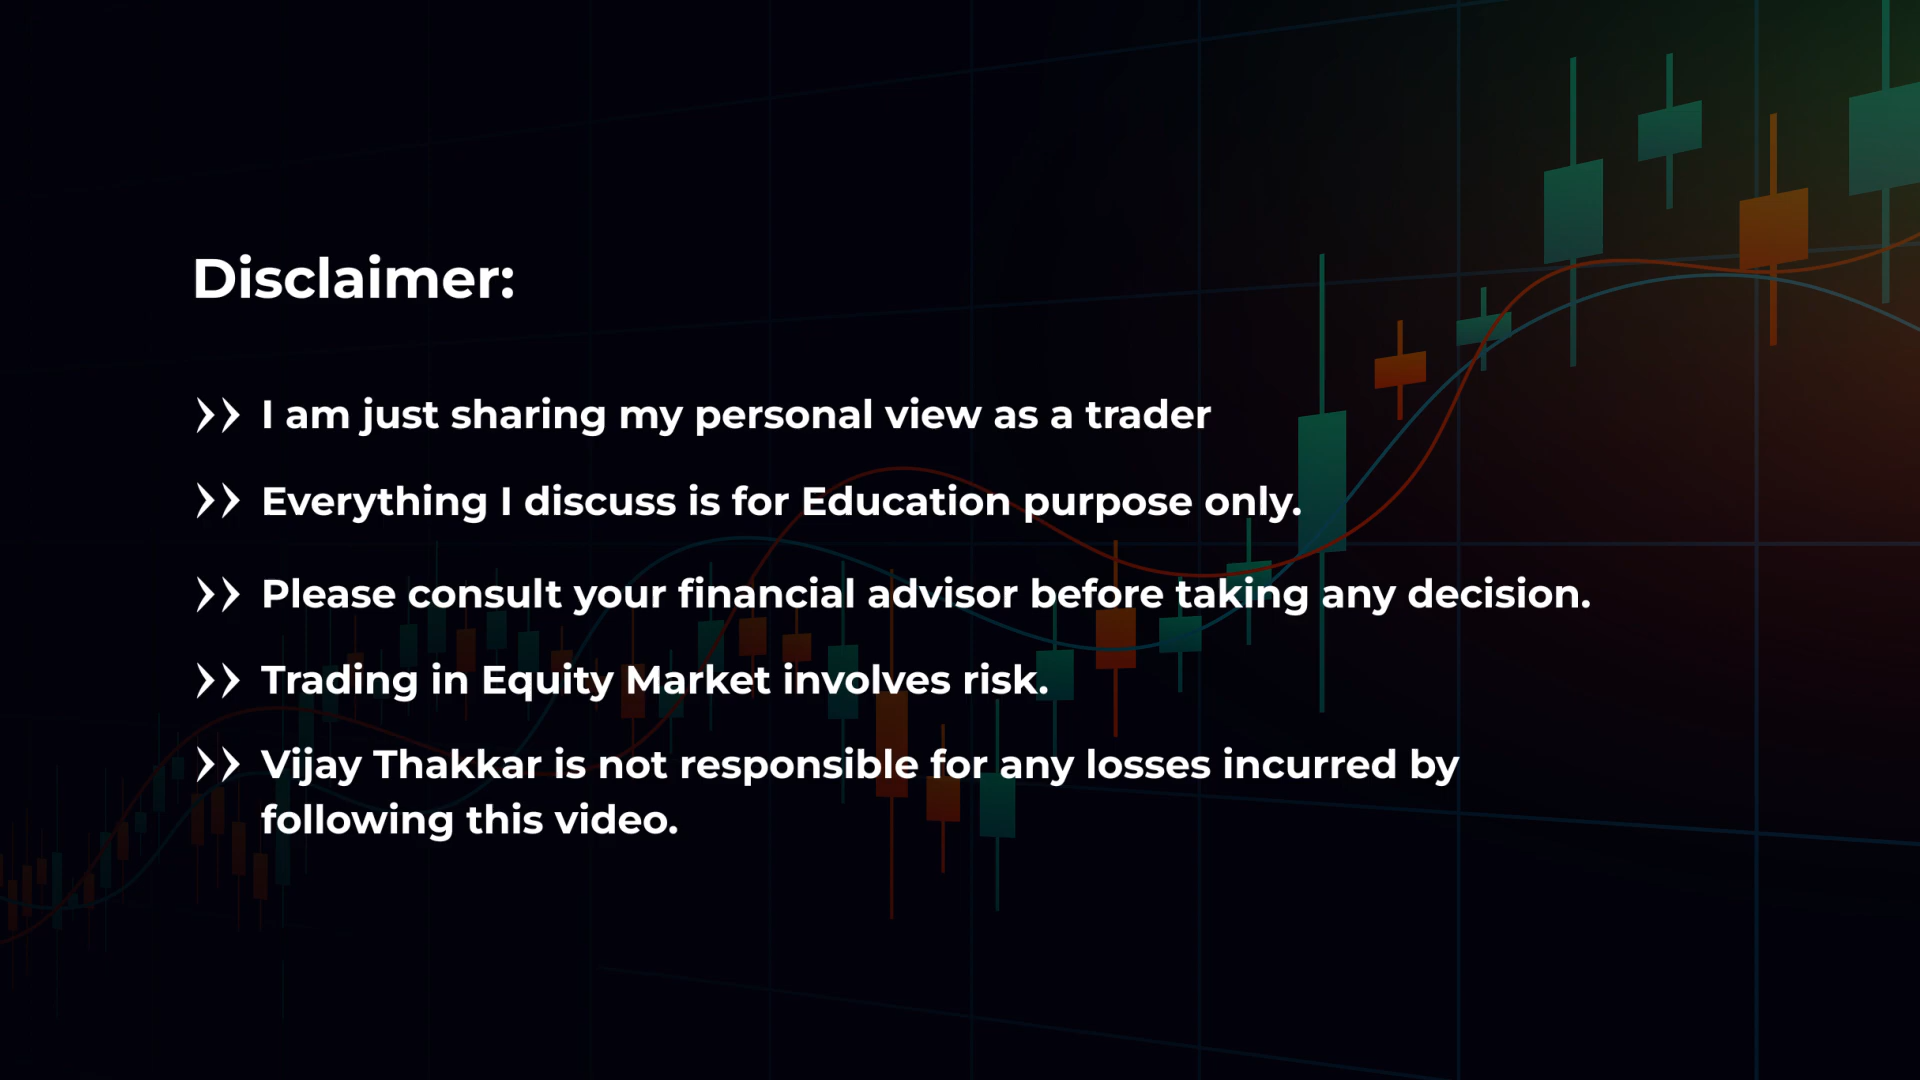 Disclaimer:
I am just sharing my personal view as a trader
Everything I discuss is for Education purpose only.
Please consult your financial advisor before taking any decision.
Trading in Equity Market involves risk.
Vijay Thakkar is not responsible for any losses incurred by
following this video.